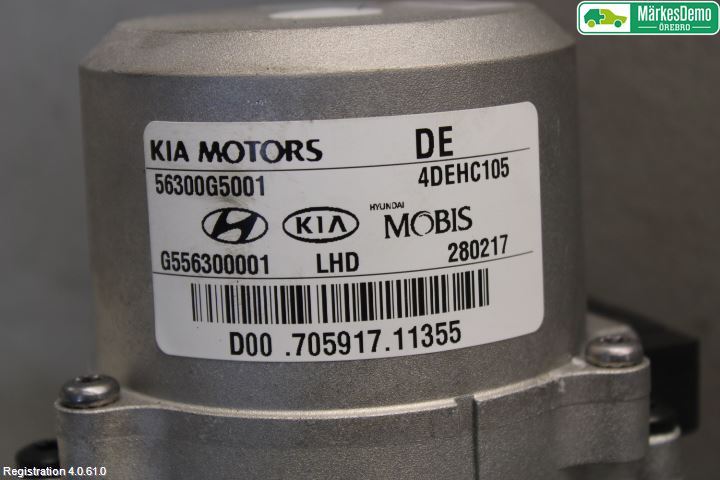 MärkesDemo
ÖREBRO
KIA MOTORS DE
56300G5001 4DEHC105
KIA HYUNDAI MOBIS
G556300001 LHD 280217
D00 .705917.11355
Registration 4.0.61.0